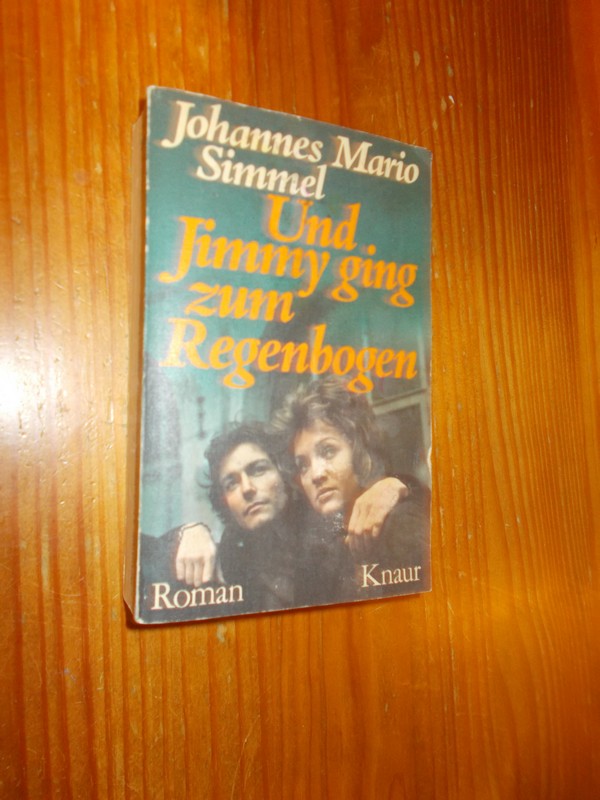 Johannes Mario
Simmel
Und
Jimmy ging
zum
Regenbogen
Roman
Knaur